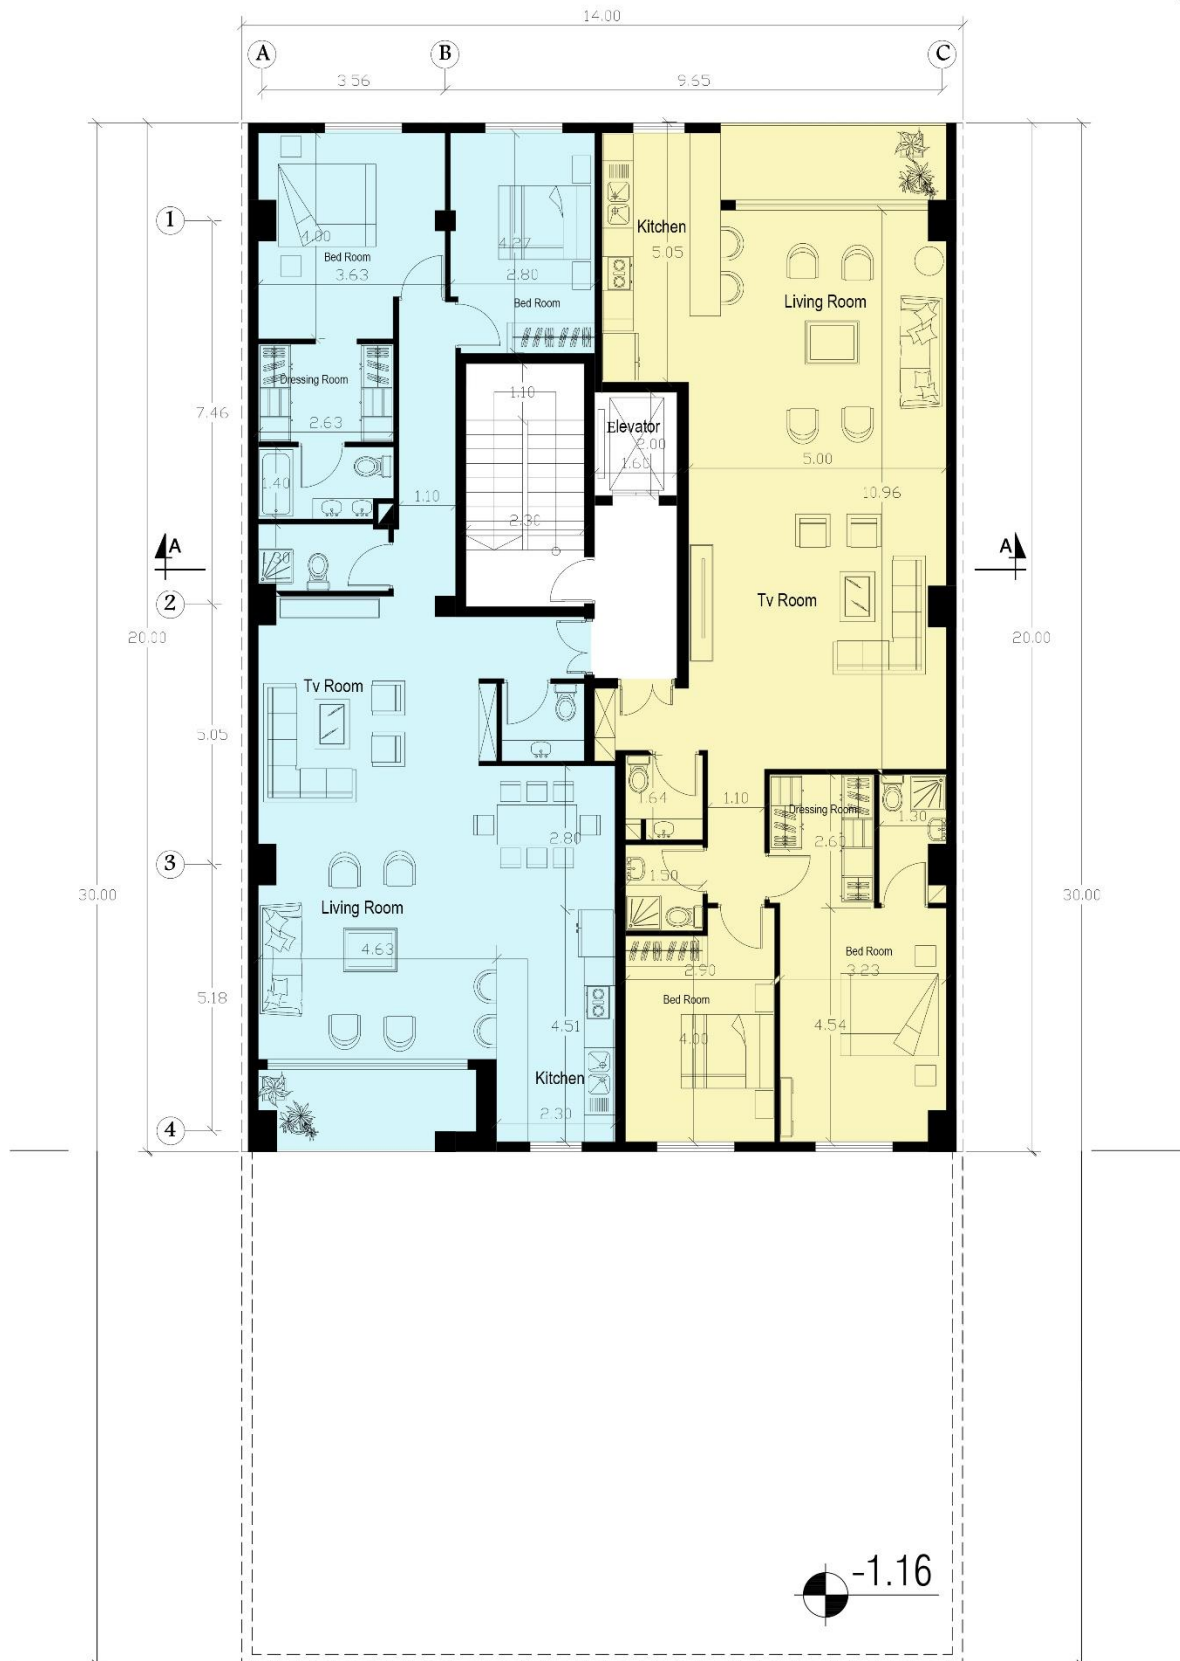 14.00
A
B
C
3.56
9.65
1
Kitchen
5.05
4.00
Bed Room
3.63
4.27
2.80
Bed Room
Living Room
Dressing Room
2.63
7.46
1.10
Elevator
2.00
1.60
5.00
10.96
1.40
1.10
2.30
A
1.30
A
2
Tv Room
20.00
20.00
Tv Room
5.05
1.64
1.10
Dressing Room
2.63
1.30
2.80
3
30.00
1.50
30.00
Living Room
4.63
2.90
Bed Room
3.23
5.18
Bed Room
4.51
4.00
4.54
Kitchen
2.30
4
-1.16